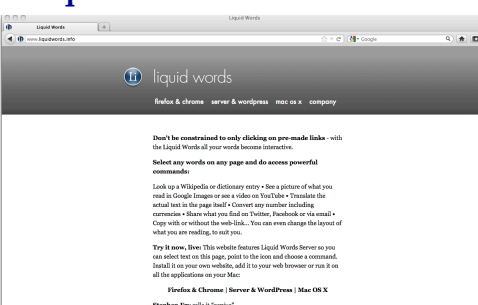 Liquid Words
Liquid Words
www.liquidwords.info
Google
Li
liquid words
firefox & chrome server & wordpress mac os x company
Don't be constrained to only clicking on pre-made links - with
the Liquid Words all your words become interactive.
Select any words on any page and do access powerful
commands:
Look up a Wikipedia or dictionary entry • See a picture of what you
read in Google Images or see a video on YouTube • Translate the
actual text in the page itself • Convert any number including
currencies • Share what you find on Twitter, Facebook or via email •
Copy with or without the web-link... You can even change the layout of
what you are reading, to suit you.
Try it now, live: This website features Liquid Words Server so you
can select text on this page, point to the icon and choose a command.
Install it on your own website, add it to your web browser or run it on
all the applications on your Mac:
Firefox & Chrome | Server & WordPress | Mac OS X